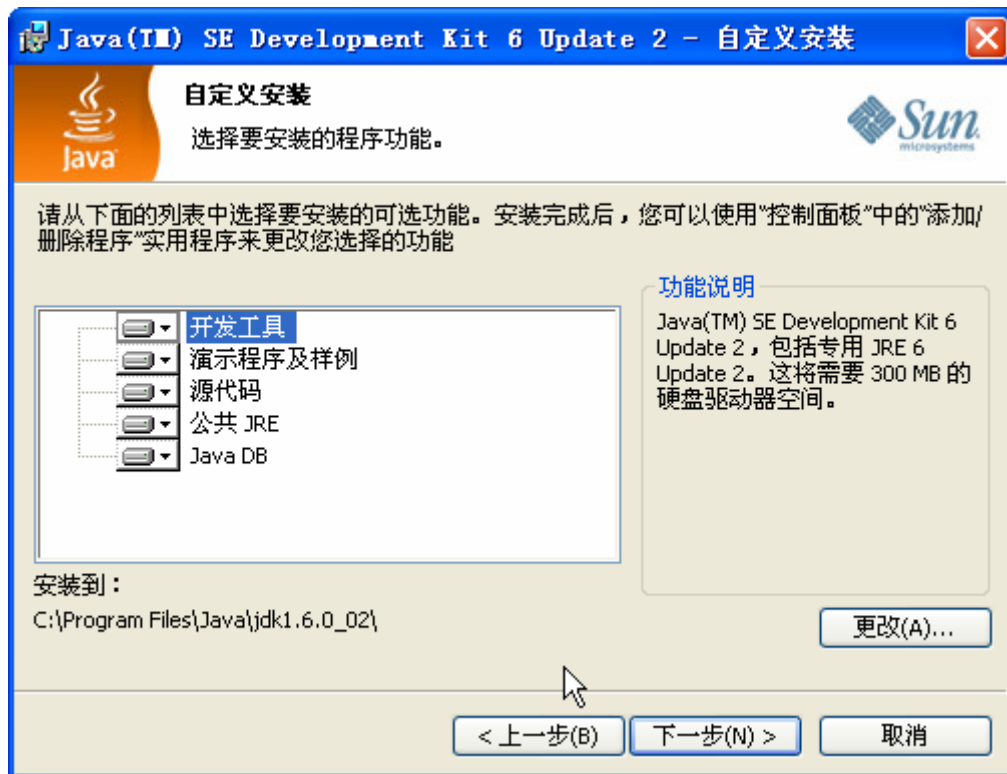 Java(TM) SE Development Kit 6 Update 2 - 自定义安装
Java
自定义安装
选择要安装的程序功能。
Sun
microsystems
请从下面的列表中选择要安装的可选功能。安装完成后，您可以使用"控制面板"中的"添加/
删除程序"实用程序来更改您选择的功能
开发工具
演示程序及样例
源代码
公共 JRE
Java DB
功能说明
Java(TM) SE Development Kit 6
Update 2，包括专用 JRE 6
Update 2。这将需要 300 MB 的
硬盘驱动器空间。
安装到：
C:\Program Files\Java\jdk1.6.0_02\
更改(A)...
< 上一步(B)
下一步(N) >
取消